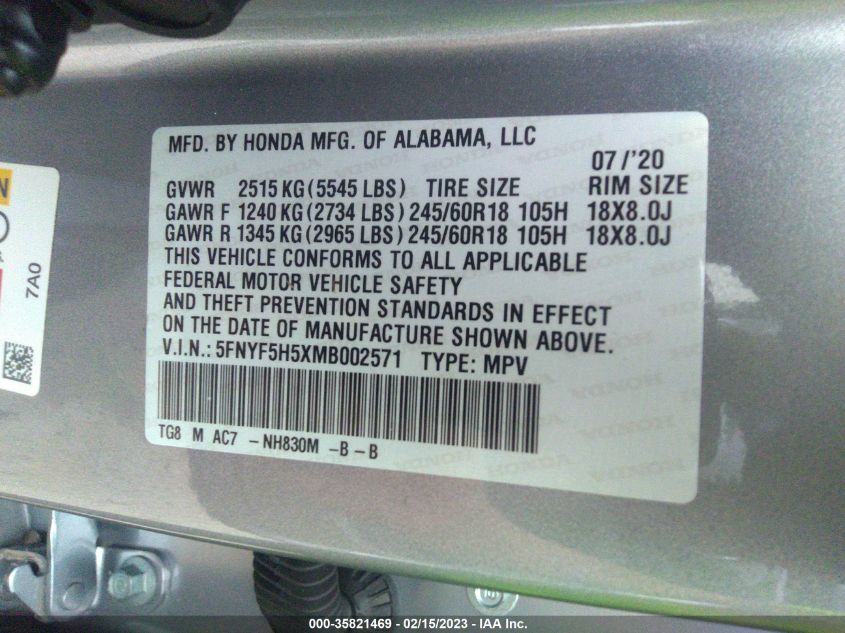 MFD. BY HONDA MFG. OF ALABAMA, LLC
07/'20
GVWR 2515 KG (5545 LBS) TIRE SIZE RIM SIZE
GAWR F 1240 KG (2734 LBS) 245/60R18 105H 18X8.0J
GAWR R 1345 KG (2965 LBS) 245/60R18 105H 18X8.0J
THIS VEHICLE CONFORMS TO ALL APPLICABLE
FEDERAL MOTOR VEHICLE SAFETY
AND THEFT PREVENTION STANDARDS IN EFFECT
ON THE DATE OF MANUFACTURE SHOWN ABOVE.
V.I.N.: 5FNYF5H5XMB002571 TYPE: MPV
TG8 M AC7 -NH830M -B-B
7A0
000-35821469 - 02/15/2023 - IAA Inc.